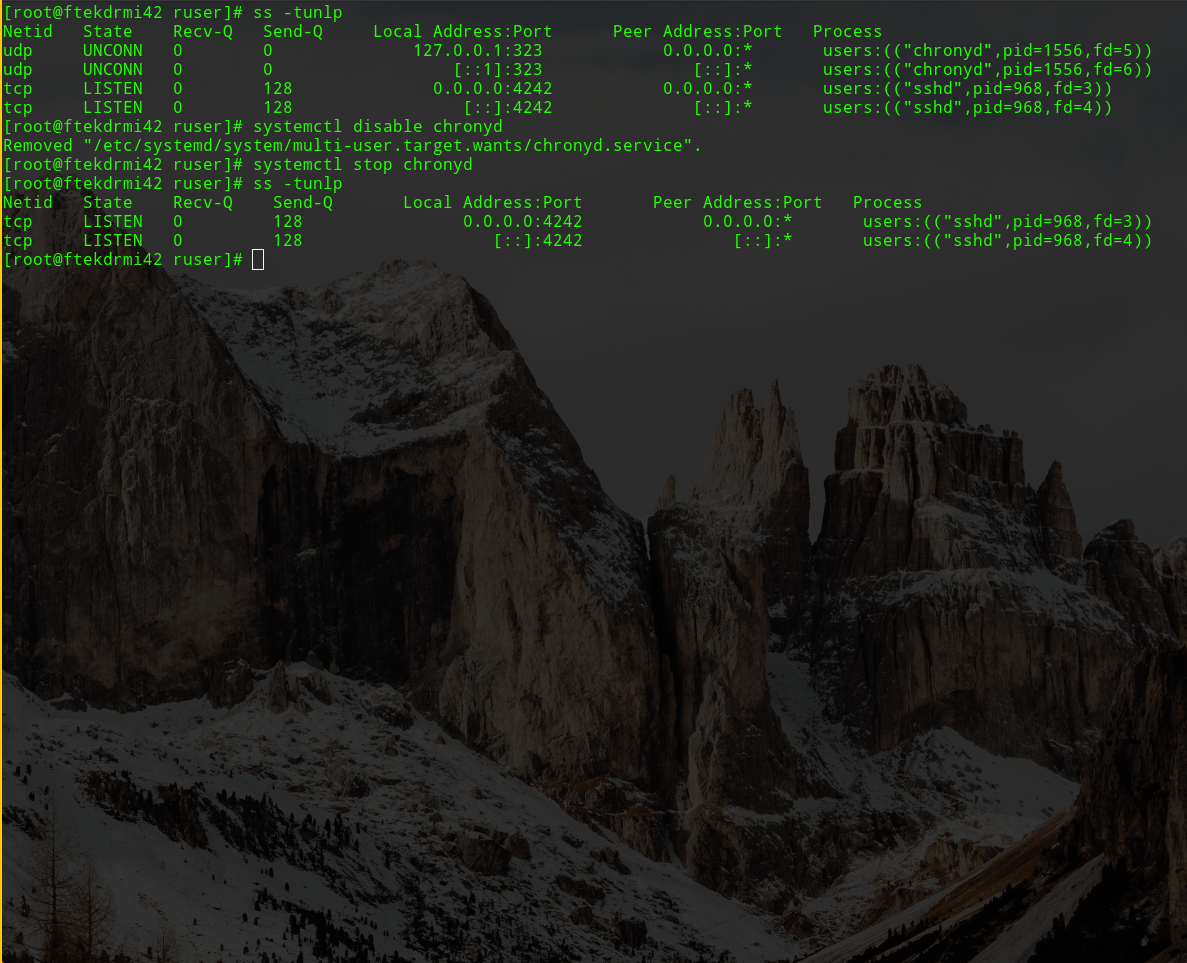 [root@ftekdrmi42 ruser]# ss -tunlp
Netid   State    Recv-Q   Send-Q     Local Address:Port      Peer Address:Port   Process
udp     UNCONN   0        0              127.0.0.1:323            0.0.0.0:*       users:(("chronyd",pid=1556,fd=5))
udp     UNCONN   0        0                  [::1]:323               [::]:*       users:(("chronyd",pid=1556,fd=6))
tcp     LISTEN   0        128              0.0.0.0:4242           0.0.0.0:*       users:(("sshd",pid=968,fd=3))
tcp     LISTEN   0        128                 [::]:4242              [::]:*       users:(("sshd",pid=968,fd=4))
[root@ftekdrmi42 ruser]# systemctl disable chronyd
Removed "/etc/systemd/system/multi-user.target.wants/chronyd.service".
[root@ftekdrmi42 ruser]# systemctl stop chronyd
[root@ftekdrmi42 ruser]# ss -tunlp
Netid   State    Recv-Q    Send-Q       Local Address:Port       Peer Address:Port   Process
tcp     LISTEN   0         128                0.0.0.0:4242            0.0.0.0:*       users:(("sshd",pid=968,fd=3))
tcp     LISTEN   0         128                   [::]:4242               [::]:*       users:(("sshd",pid=968,fd=4))
[root@ftekdrmi42 ruser]#